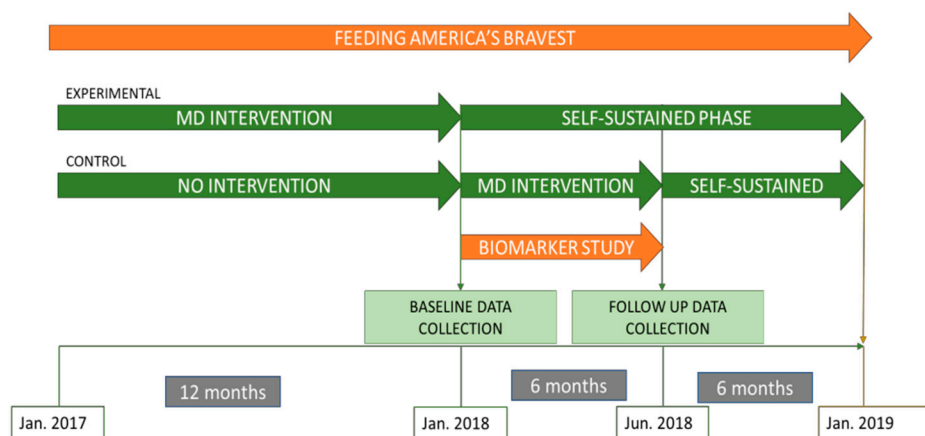 FEEDING AMERICA'S BRAVEST
EXPERIMENTAL
MD INTERVENTION
SELF-SUSTAINED PHASE
CONTROL
NO INTERVENTION
MD INTERVENTION
SELF-SUSTAINED
BIOMARKER STUDY
BASELINE DATA
COLLECTION
FOLLOW UP DATA
COLLECTION
12 months
6 months
6 months
Jan. 2017
Jan. 2018
Jun. 2018
Jan. 2019